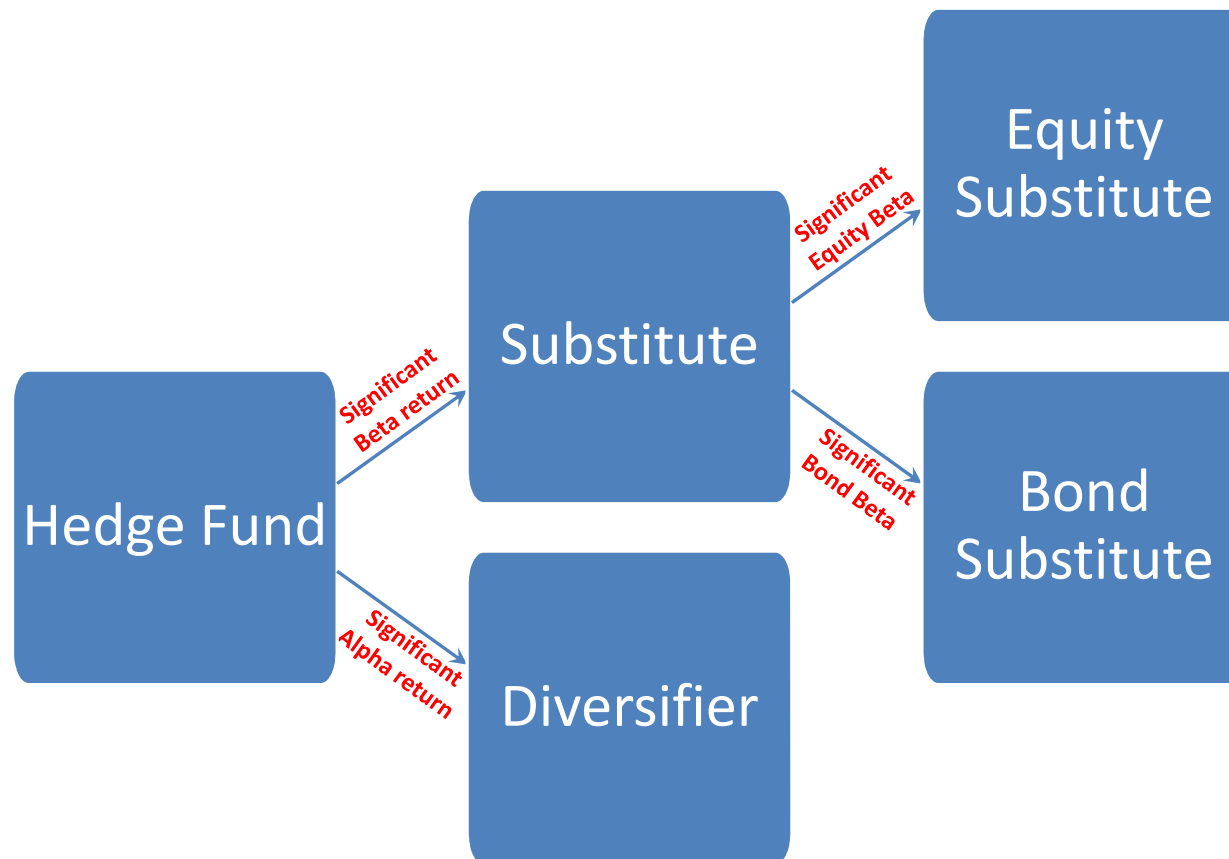 Hedge Fund
Significant
Beta return
Significant
Alpha return
Substitute
Diversifier
Significant
Equity Beta
Significant
Bond Beta
Equity
Substitute
Bond
Substitute